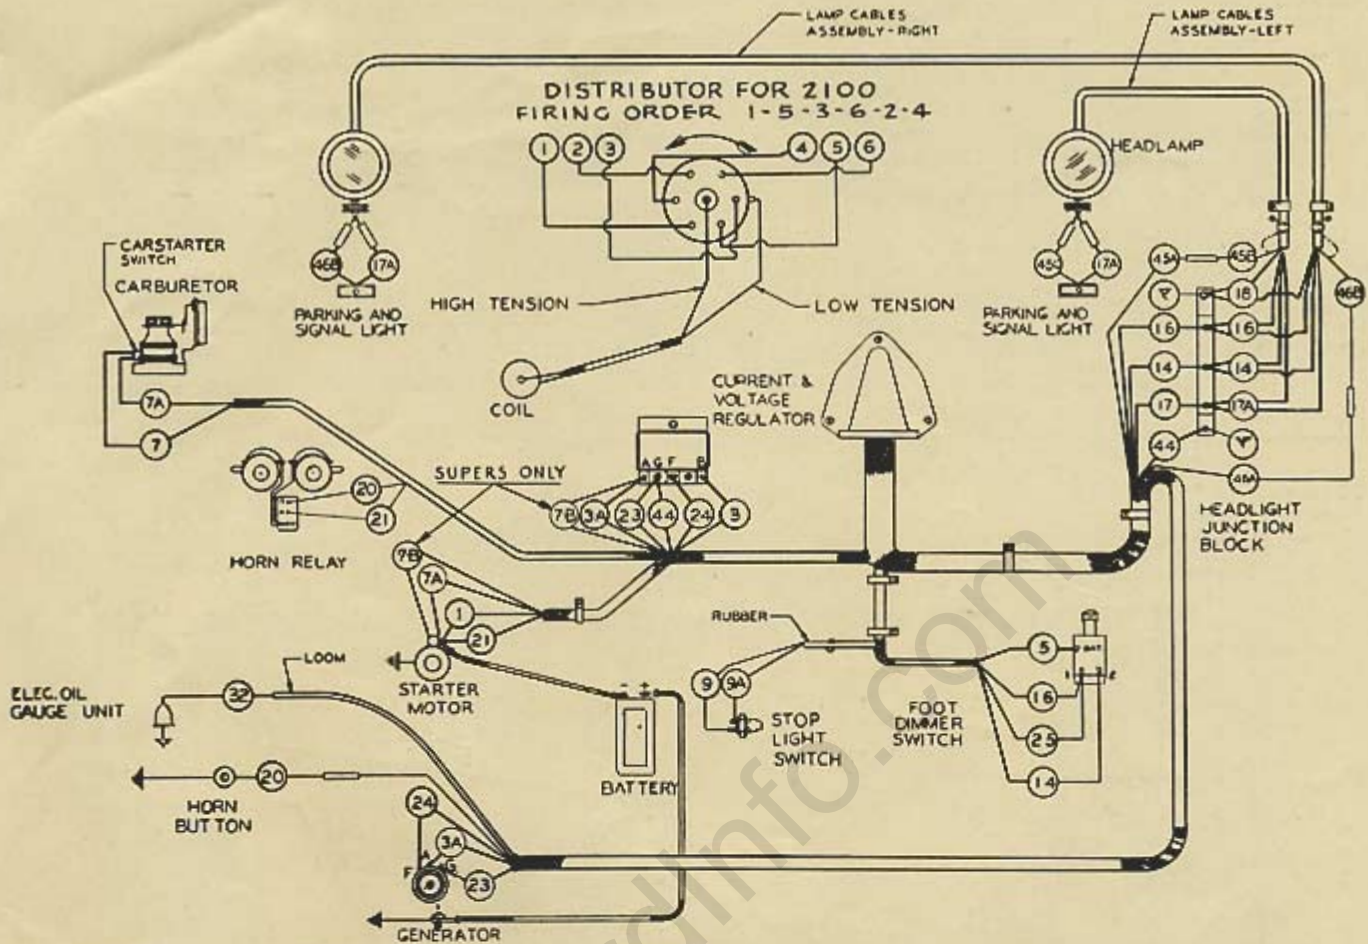 LAMP CABLES
ASSEMBLY-RIGHT
LAMP CABLES
ASSEMBLY-LEFT
DISTRIBUTOR FOR 2100
FIRING ORDER 1-5-3-6-2-4
1 2 3 4 5 6
HEADLAMP
CARSTARTER
SWITCH
CARBURETOR
46B 17A
PARKING AND
SIGNAL LIGHT
HIGH TENSION
LOW TENSION
45C 17A
PARKING AND
SIGNAL LIGHT
45A 45B
18 46B
16 16
14 14
17 17A
44
46A
HEADLIGHT
JUNCTION
BLOCK
COIL
CURRENT &
VOLTAGE
REGULATOR
7A
7
SUPERS ONLY
A G F B
7B 3A 23 44 24 3
20
21
HORN RELAY
7B
7A
1
21
STARTER
MOTOR
RUBBER
9 9A
STOP
LIGHT
SWITCH
5
BAT
1 2
16
25
14
FOOT
DIMMER
SWITCH
LOOM
ELEC. OIL
GAUGE UNIT
32
- +
BATTERY
20
HORN
BUTTON
24
3A
A
F G
23
GENERATOR
rdinfo.com